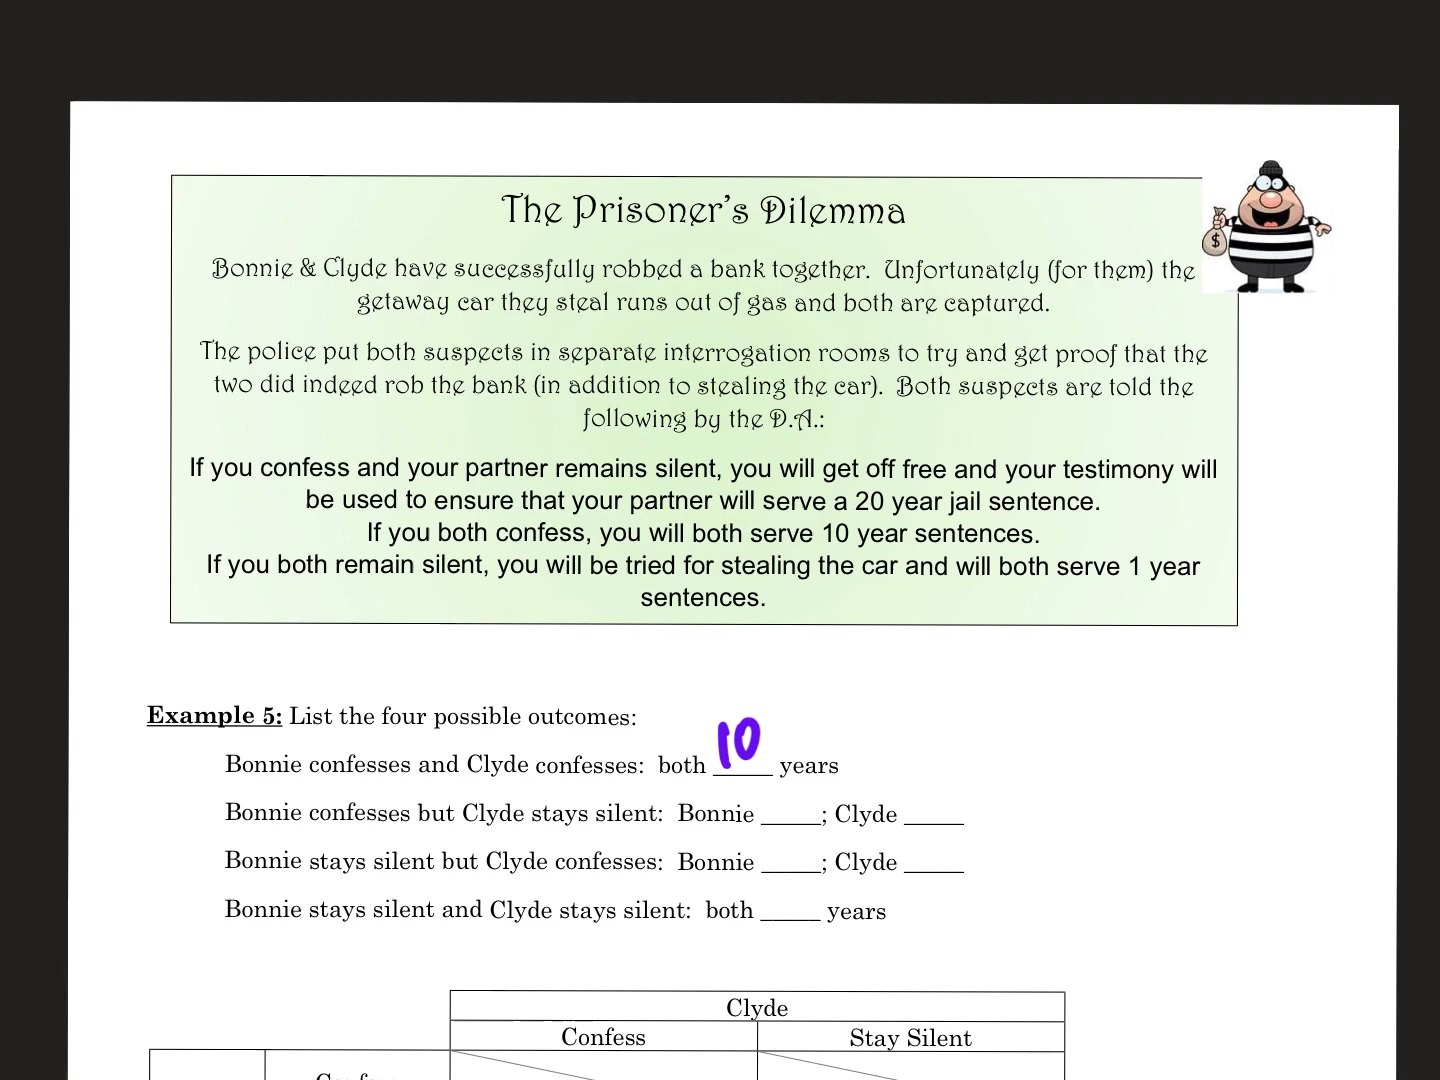 The Prisoner's Dilemma
Bonnie & Clyde have successfully robbed a bank together. Unfortunately (for them) the
getaway car they steal runs out of gas and both are captured.
The police put both suspects in separate interrogation rooms to try and get proof that the
two did indeed rob the bank (in addition to stealing the car). Both suspects are told the
following by the D.A.:
If you confess and your partner remains silent, you will get off free and your testimony will
be used to ensure that your partner will serve a 20 year jail sentence.
If you both confess, you will both serve 10 year sentences.
If you both remain silent, you will be tried for stealing the car and will both serve 1 year
sentences.
$
Example 5: List the four possible outcomes:
Bonnie confesses and Clyde confesses: both 10 years
Bonnie confesses but Clyde stays silent: Bonnie _____; Clyde _____
Bonnie stays silent but Clyde confesses: Bonnie _____; Clyde _____
Bonnie stays silent and Clyde stays silent: both _____ years
Clyde
Confess Stay Silent